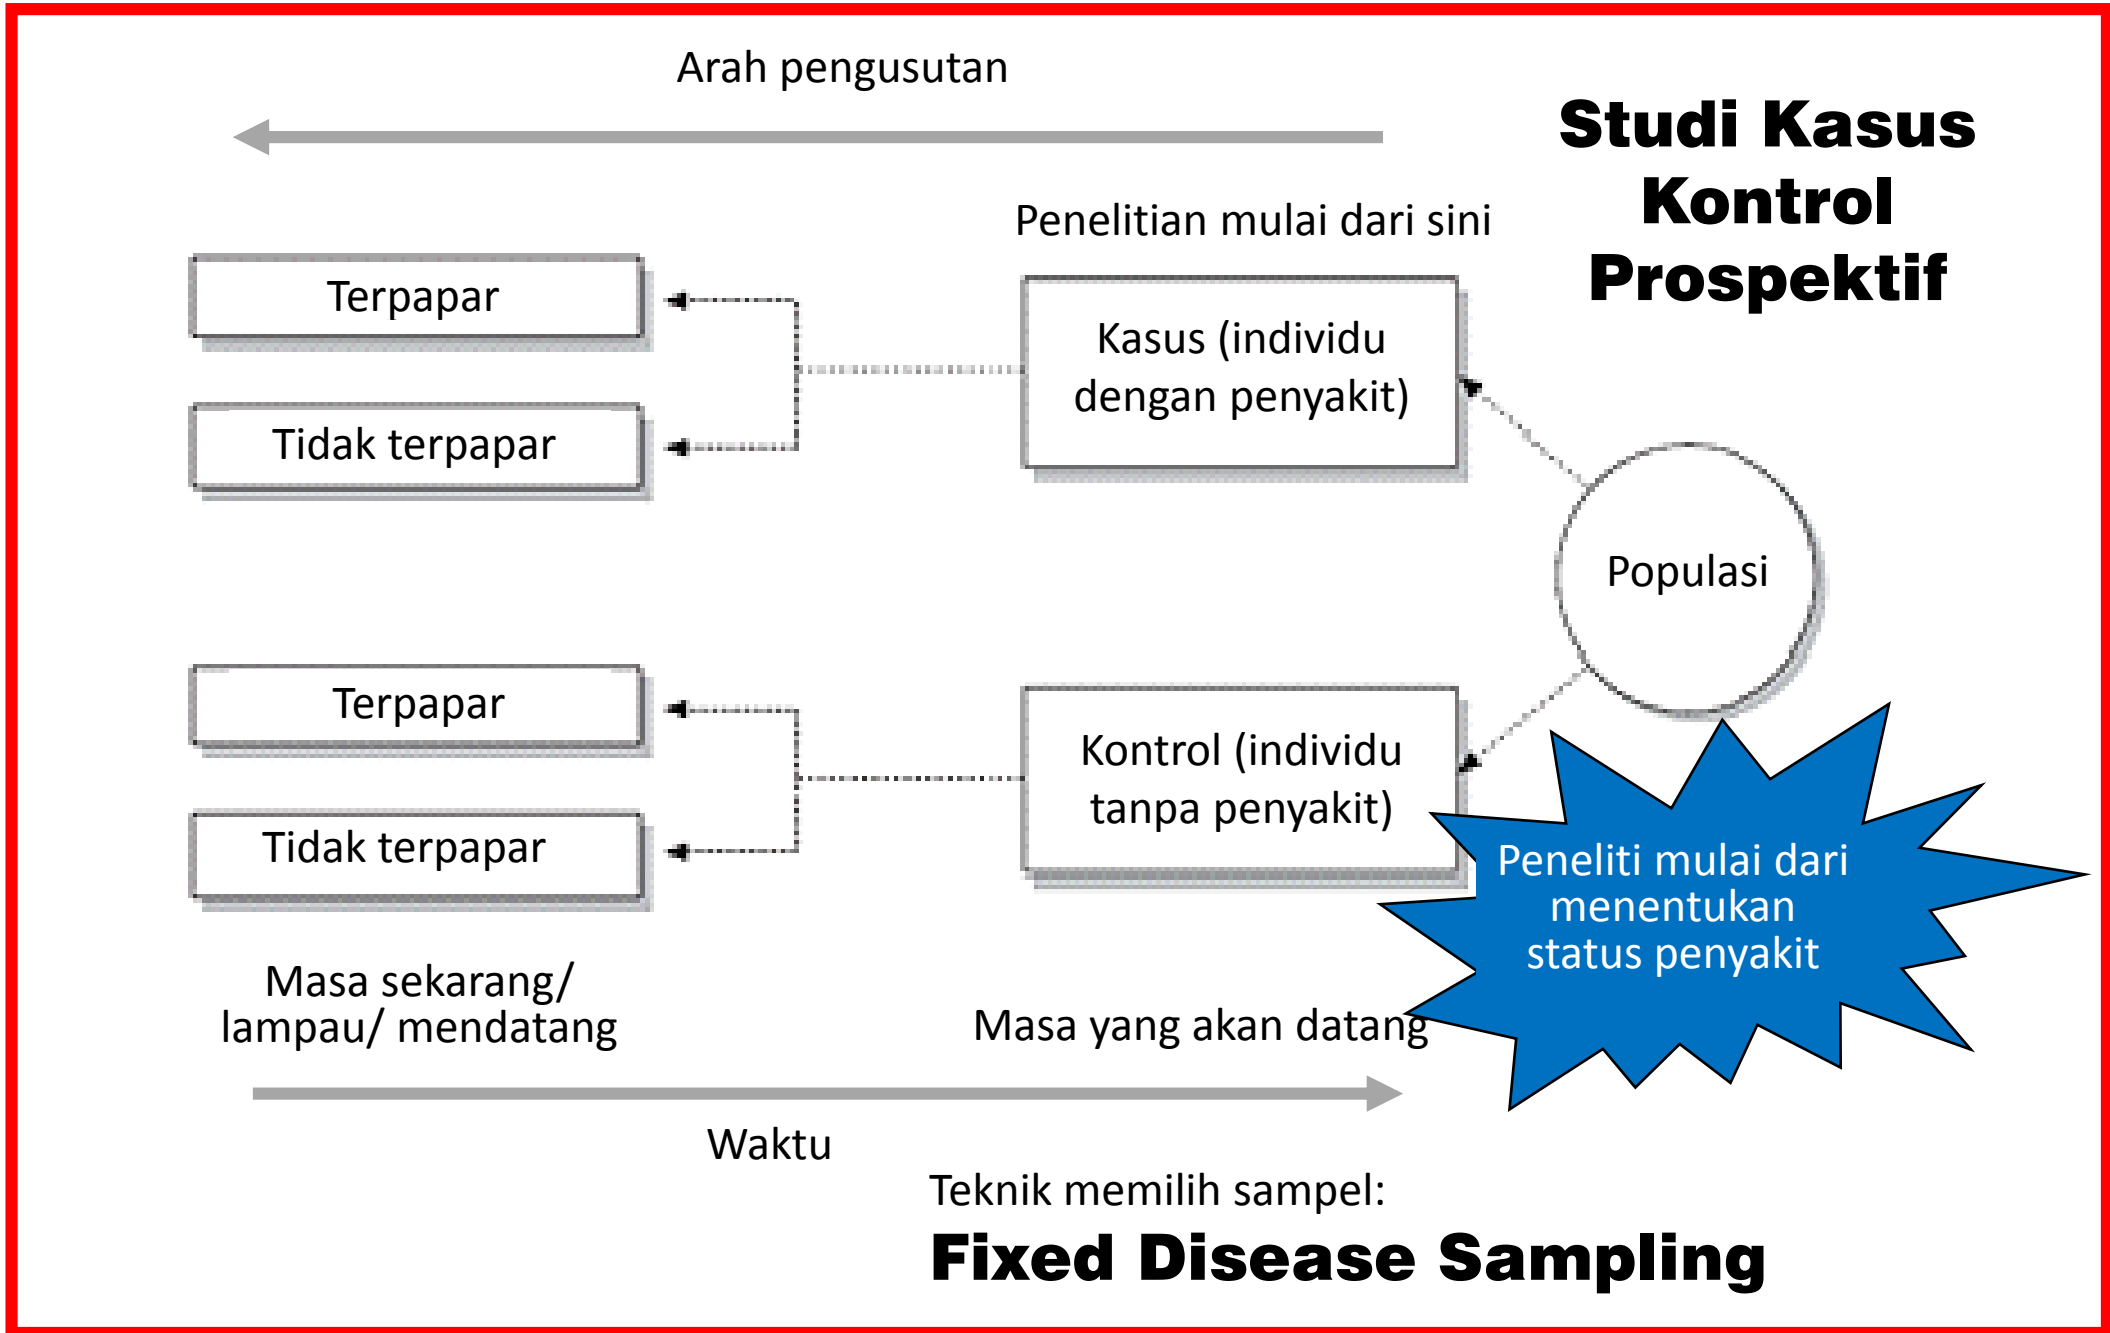 Arah pengusutan
Studi Kasus
Kontrol
Prospektif
Penelitian mulai dari sini
Terpapar
Tidak terpapar
Kasus (individu
dengan penyakit)
Populasi
Terpapar
Tidak terpapar
Kontrol (individu
tanpa penyakit)
Peneliti mulai dari
menentukan
status penyakit
Masa sekarang/
lampau/ mendatang
Masa yang akan datang
Waktu
Teknik memilih sampel:
Fixed Disease Sampling